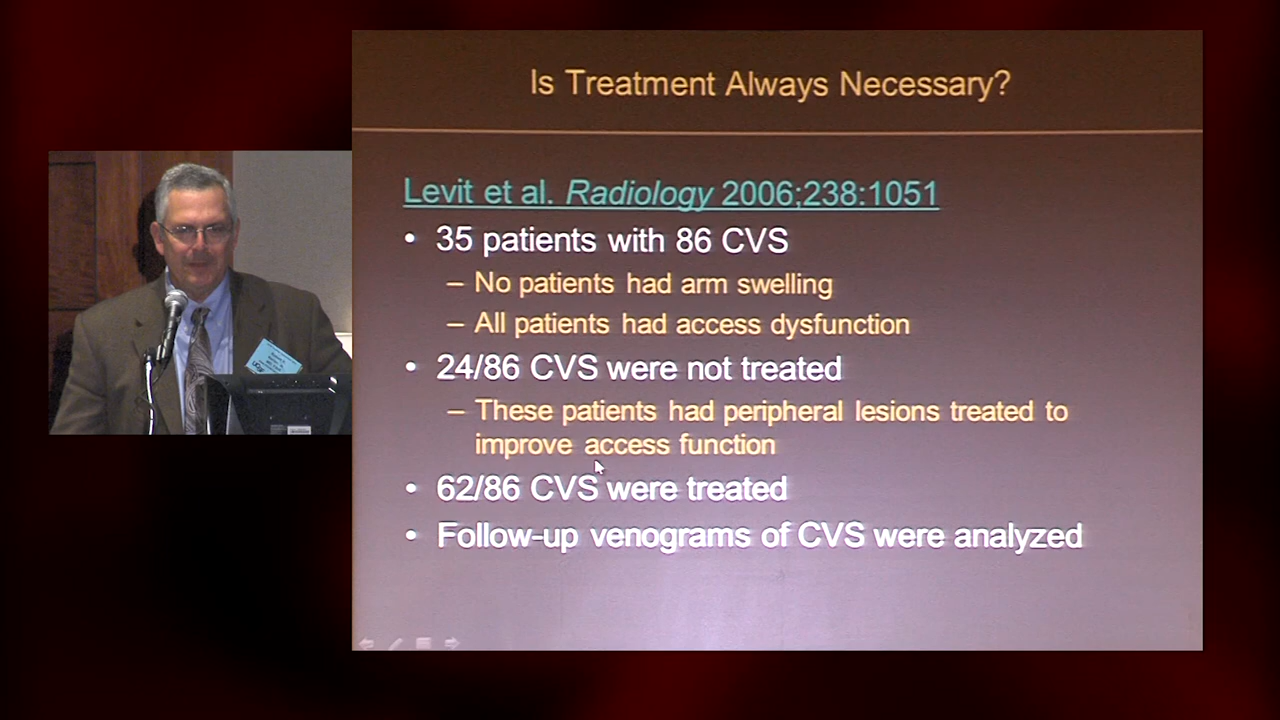 Is Treatment Always Necessary?
Levit et al. Radiology 2006;238:1051
• 35 patients with 86 CVS
– No patients had arm swelling
– All patients had access dysfunction
• 24/86 CVS were not treated
– These patients had peripheral lesions treated to
improve access function
• 62/86 CVS were treated
• Follow-up venograms of CVS were analyzed